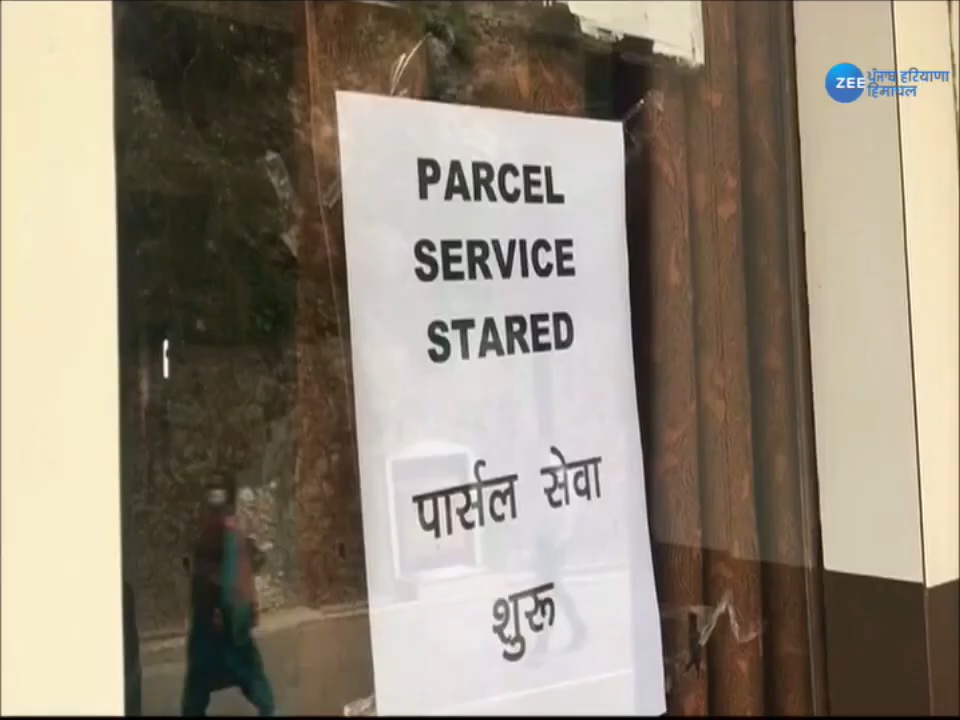 ZEE ਪੰਜਾਬ हरियाणा
हिमाचल
PARCEL
SERVICE
STARED
पार्सल सेवा
शुरू